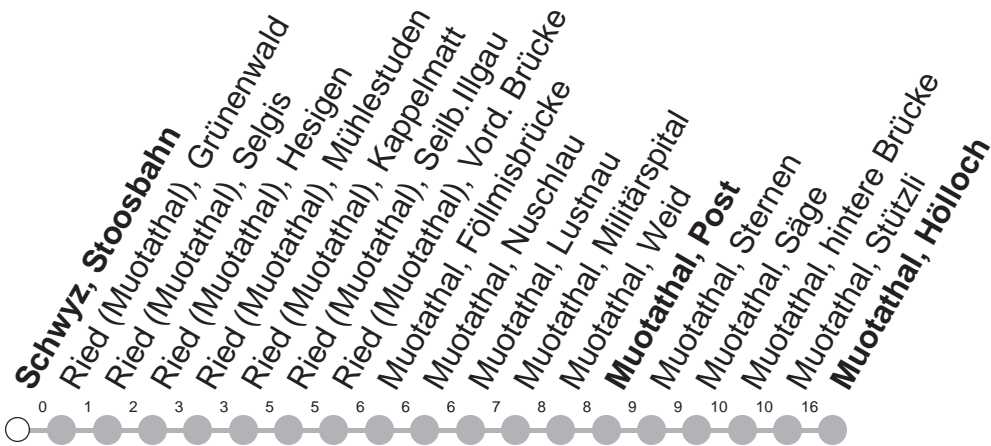 Schwyz, Stoosbahn
Ried (Muotathal), Grünenwald
Ried (Muotathal), Selgis
Ried (Muotathal), Hesigen
Ried (Muotathal), Mühlestuden
Ried (Muotathal), Kappelmatt
Ried (Muotathal), Seilb. Illgau
Ried (Muotathal), Vord. Brücke
Muotathal, Föllmisbrücke
Muotathal, Nuschlau
Muotathal, Lustnau
Muotathal, Militärspital
Muotathal, Weid
Muotathal, Post
Muotathal, Sternen
Muotathal, Säge
Muotathal, hintere Brücke
Muotathal, Stützli
Muotathal, Hölloch
0 1 2 3 3 5 5 6 6 6 7 8 8 9 9 10 10 16